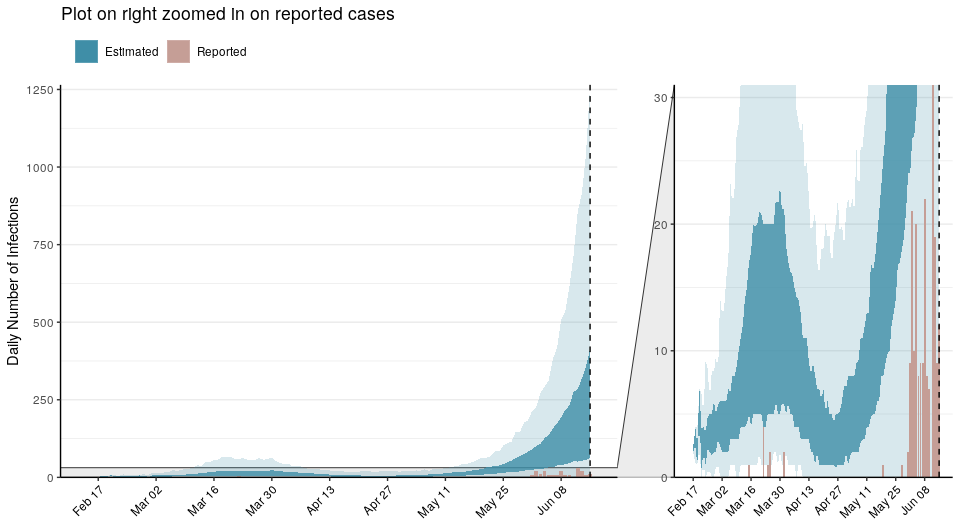 Plot on right zoomed in on reported cases
Estimated
Reported
Daily Number of Infections
1250
1000
750
500
250
0
Feb 17
Mar 02
Mar 16
Mar 30
Apr 13
Apr 27
May 11
May 25
Jun 08
30
20
10
0
Feb 17
Mar 02
Mar 16
Mar 30
Apr 13
Apr 27
May 11
May 25
Jun 08